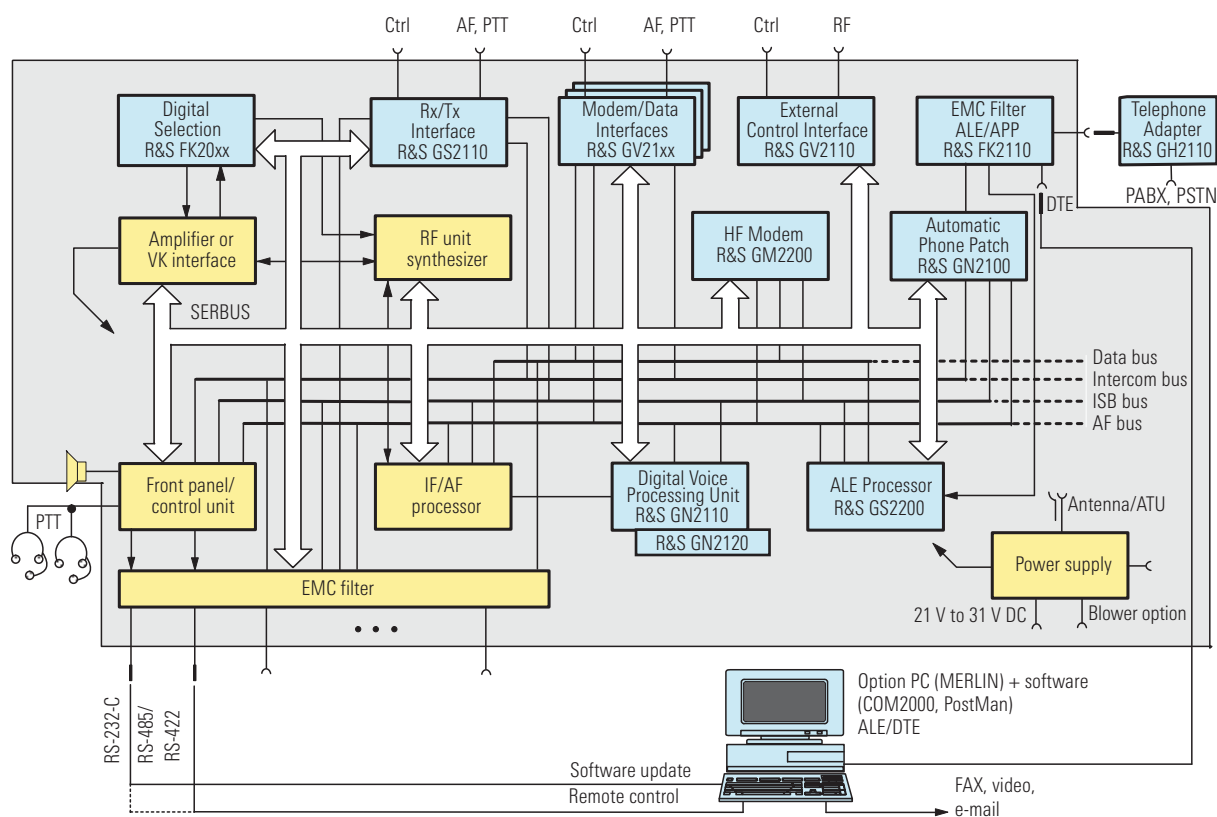 Ctrl
AF, PTT
Ctrl
AF, PTT
Ctrl
RF
Digital
Selection
R&S FK20xx
Rx/Tx
Interface
R&S GS2110
Modem/Data
Interfaces
R&S GV21xx
External
Control Interface
R&S GV2110
EMC Filter
ALE/APP
R&S FK2110
Telephone
Adapter
R&S GH2110
DTE
PABX, PSTN
Amplifier or
VK interface
RF unit
synthesizer
HF Modem
R&S GM2200
Automatic
Phone Patch
R&S GN2100
SERBUS
Data bus
Intercom bus
ISB bus
AF bus
Front panel/
control unit
IF/AF
processor
Digital Voice
Processing Unit
R&S GN2110
R&S GN2120
ALE Processor
R&S GS2200
PTT
Antenna/ATU
Power supply
EMC filter
21 V to 31 V DC
Blower option
RS-232-C
RS-485/
RS-422
Option PC (MERLIN) + software
(COM2000, PostMan)
ALE/DTE
Software update
Remote control
FAX, video,
e-mail